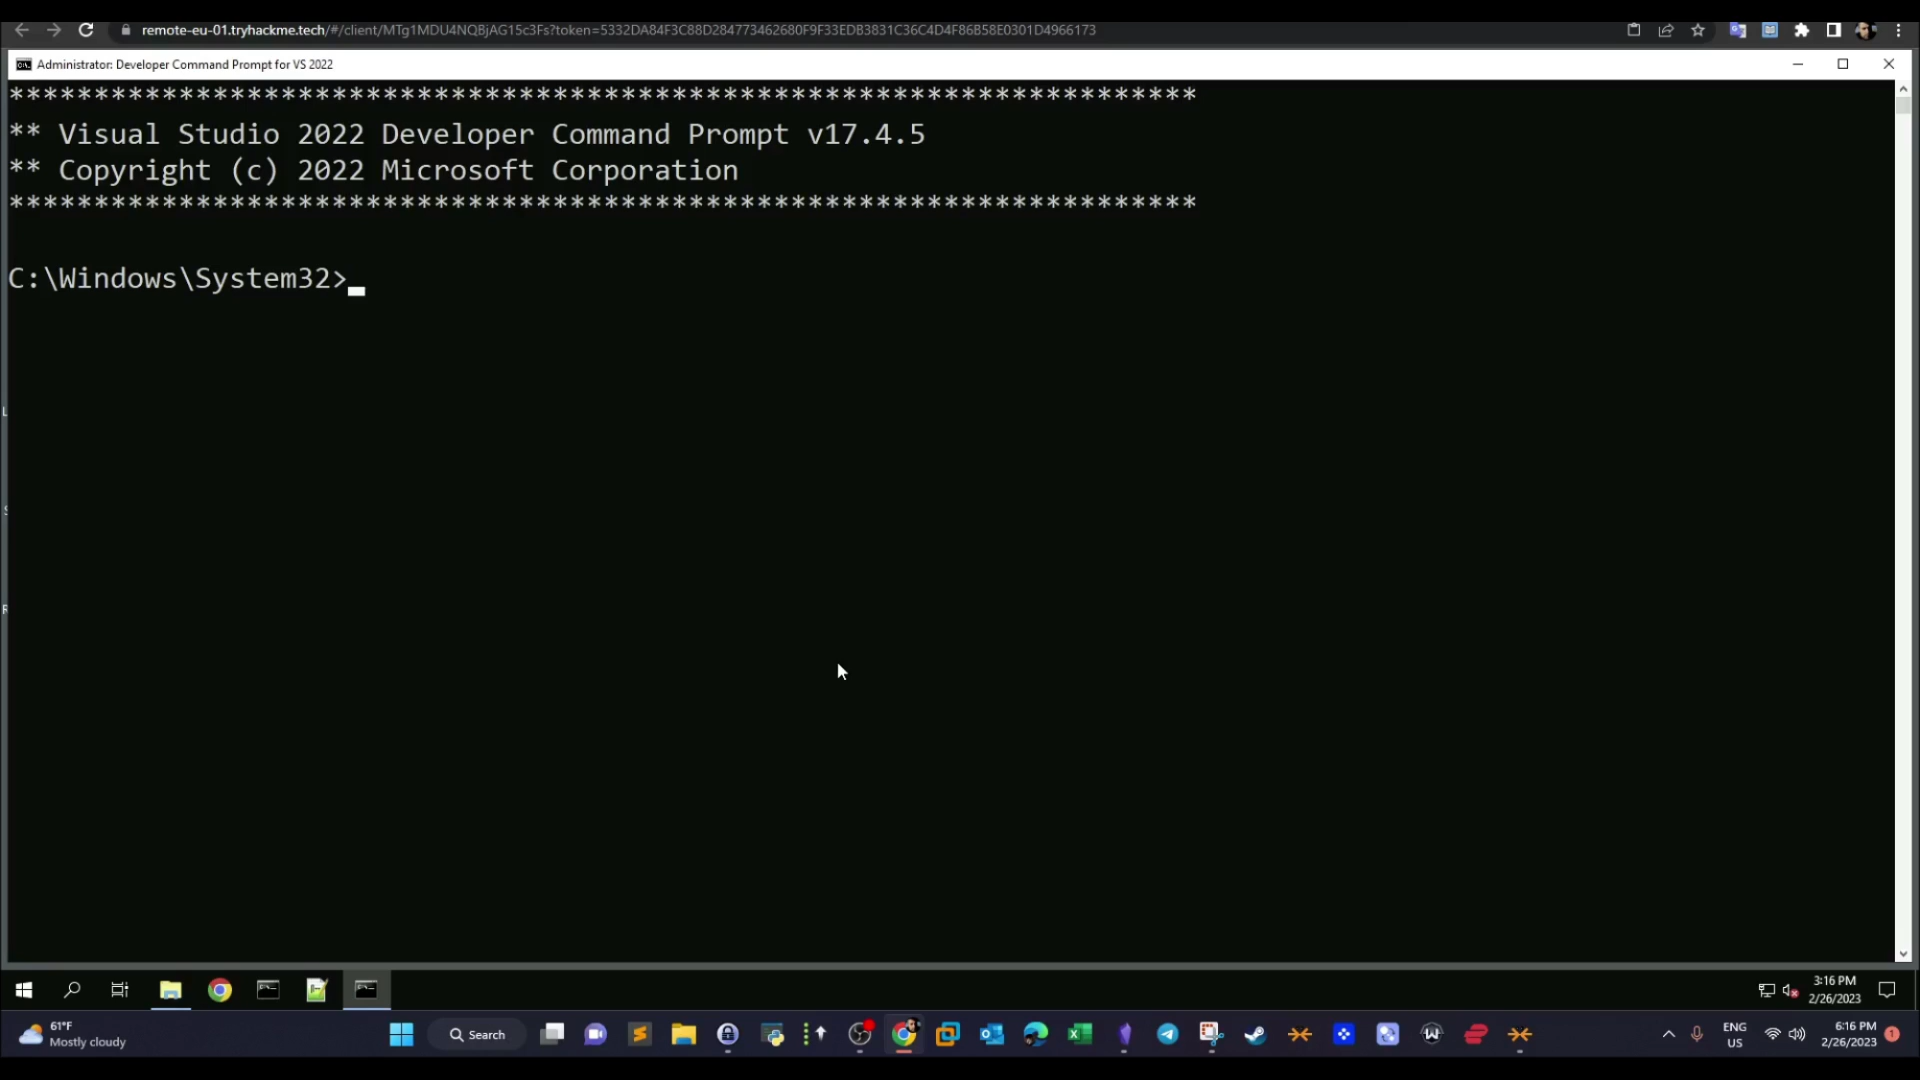 remote-eu-01.tryhackme.tech/#/client/MTg1MDU4NQBjAG15c3Fs?token=5332DA84F3C88D284773462680F9F33EDB3831C36C4D4F86B58E0301D4966173
Administrator: Developer Command Prompt for VS 2022
**********************************************************************
** Visual Studio 2022 Developer Command Prompt v17.4.5
** Copyright (c) 2022 Microsoft Corporation
**********************************************************************
C:\Windows\System32>
3:16 PM
2/26/2023
61°F
Mostly cloudy
Search
ENG
US
6:16 PM
2/26/2023
1